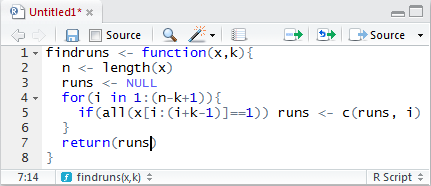 Untitled1*
Source
1 findruns <- function(x,k){
2 n <- length(x)
3 runs <- NULL
4 for(i in 1:(n-k+1)){
5 if(all(x[i:(i+k-1)]==1)) runs <- c(runs, i)
6 }
7 return(runs)
8 }
7:14 findruns(x,k) R Script